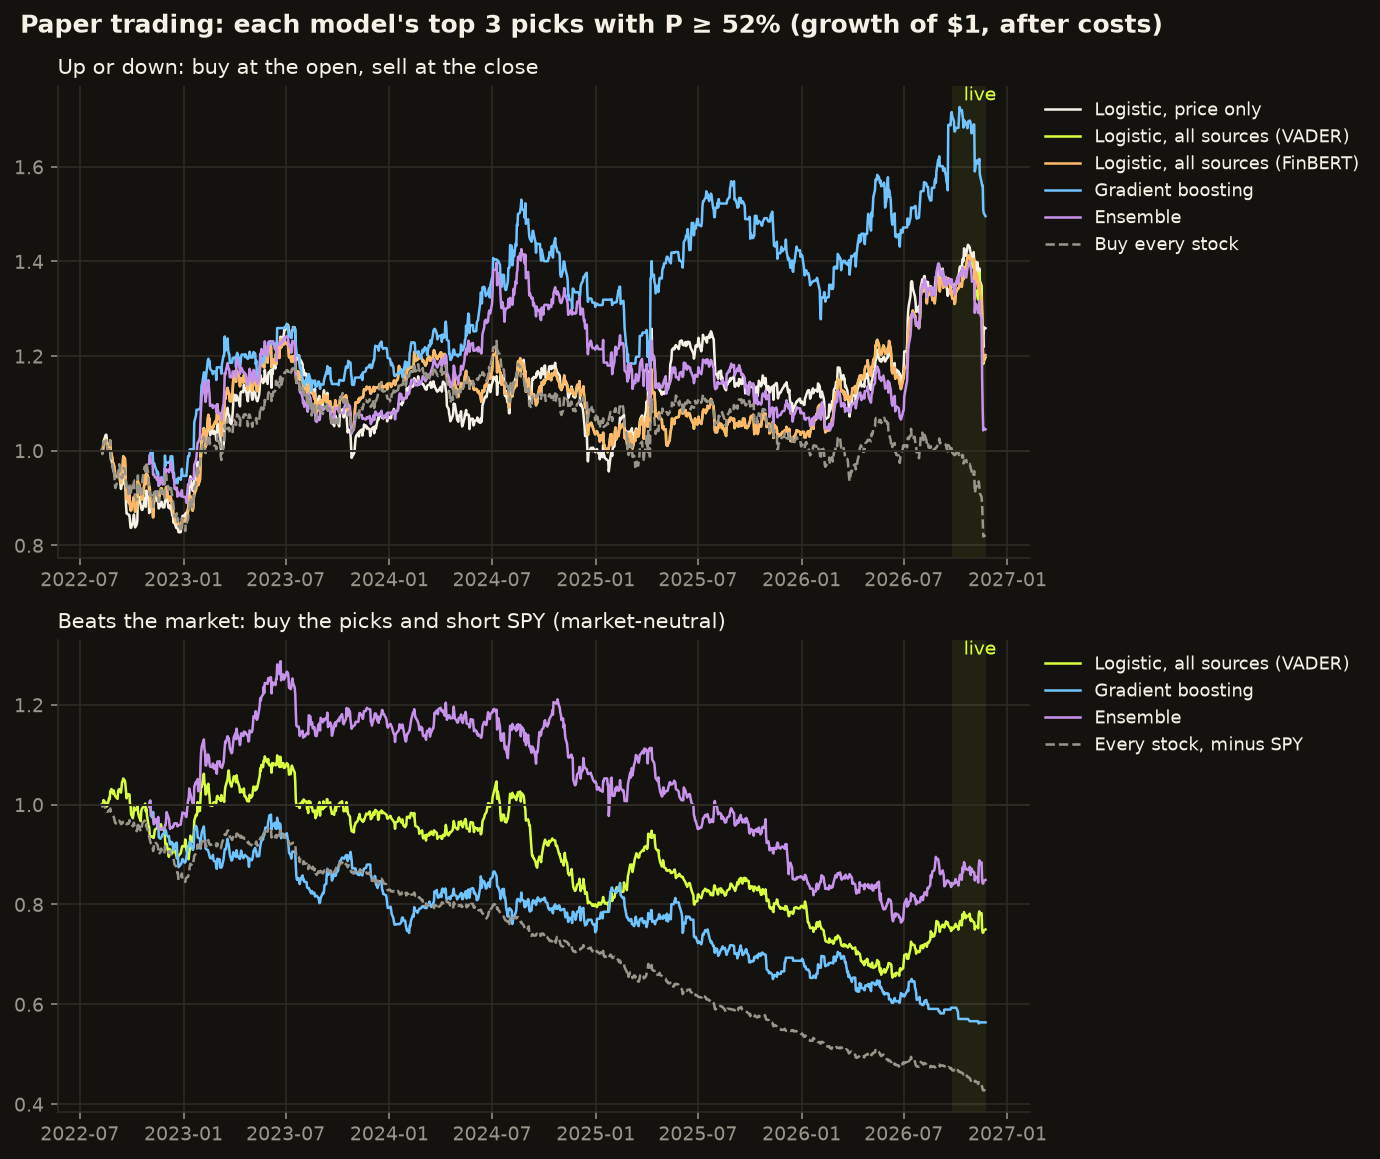 Paper trading: each model's top 3 picks with P ≥ 52% (growth of $1, after costs)
Up or down: buy at the open, sell at the close
live
Logistic, price only
Logistic, all sources (VADER)
Logistic, all sources (FinBERT)
Gradient boosting
Ensemble
Buy every stock
1.6
1.4
1.2
1.0
0.8
2022-07 2023-01 2023-07 2024-01 2024-07 2025-01 2025-07 2026-01 2026-07 2027-01
Beats the market: buy the picks and short SPY (market-neutral)
live
Logistic, all sources (VADER)
Gradient boosting
Ensemble
Every stock, minus SPY
1.2
1.0
0.8
0.6
0.4
2022-07 2023-01 2023-07 2024-01 2024-07 2025-01 2025-07 2026-01 2026-07 2027-01